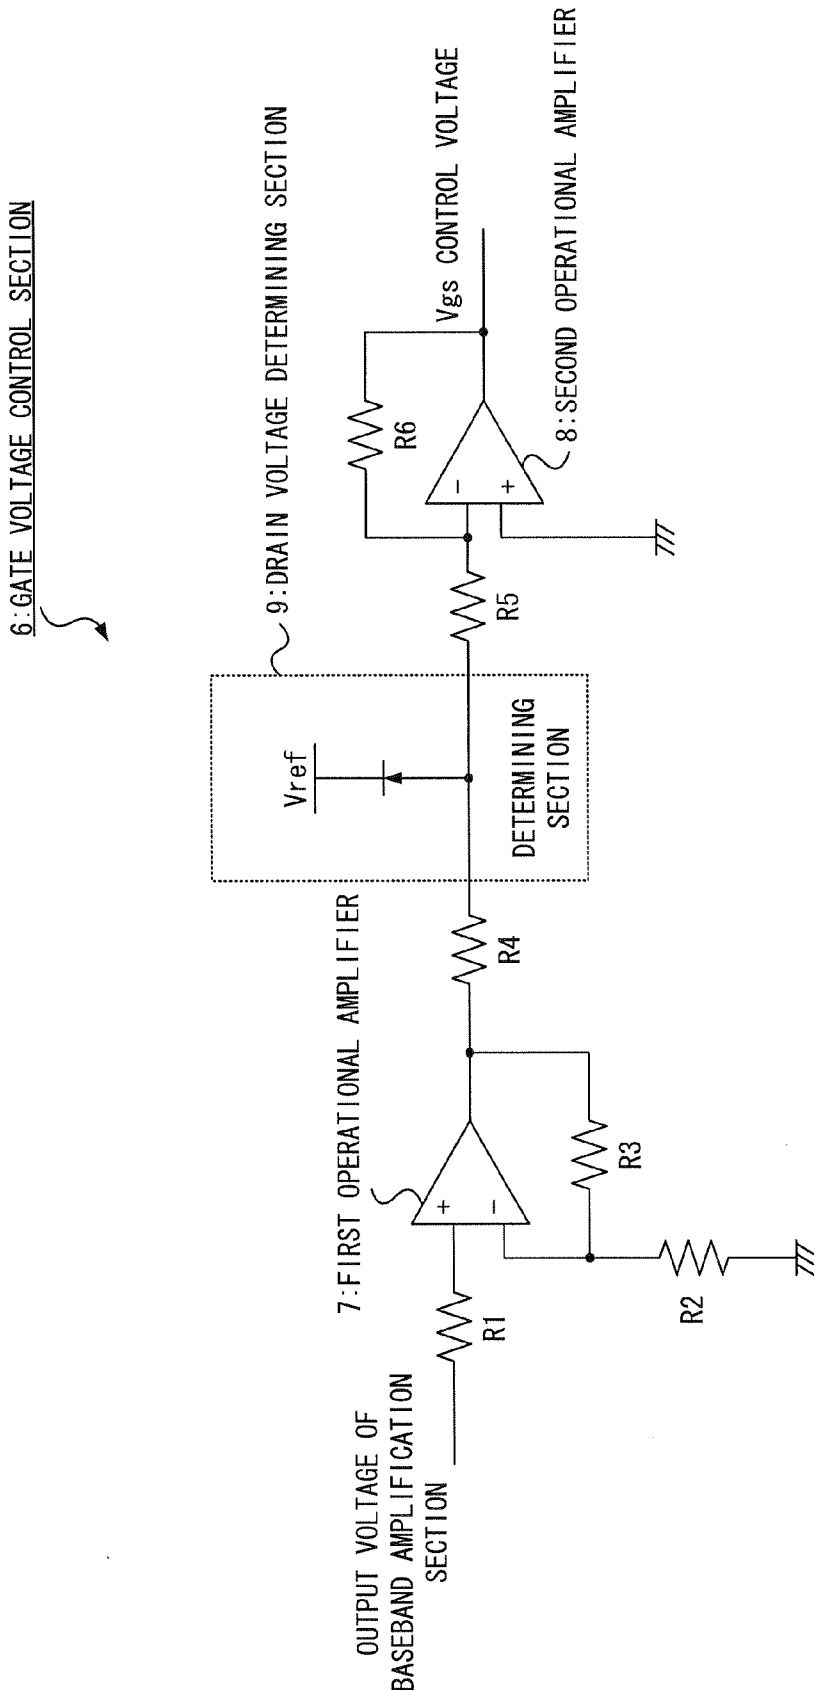 6:GATE VOLTAGE CONTROL SECTION
OUTPUT VOLTAGE OF
BASEBAND AMPLIFICATION
SECTION
R1
7:FIRST OPERATIONAL AMPLIFIER
+
-
R2
R3
R4
9:DRAIN VOLTAGE DETERMINING SECTION
Vref
DETERMINING
SECTION
R5
R6
-
+
Vgs CONTROL VOLTAGE
8:SECOND OPERATIONAL AMPLIFIER